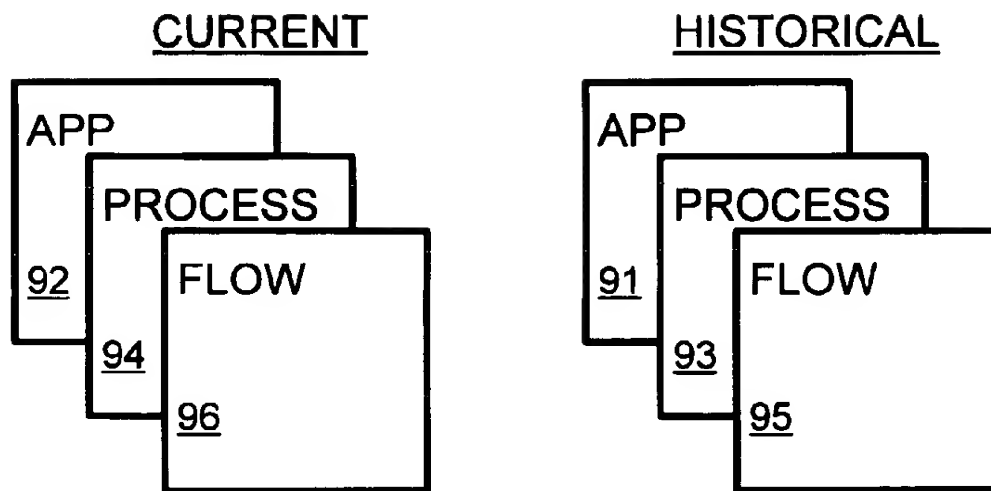 CURRENT
APP
PROCESS
FLOW
92
94
96
HISTORICAL
APP
PROCESS
FLOW
91
93
95